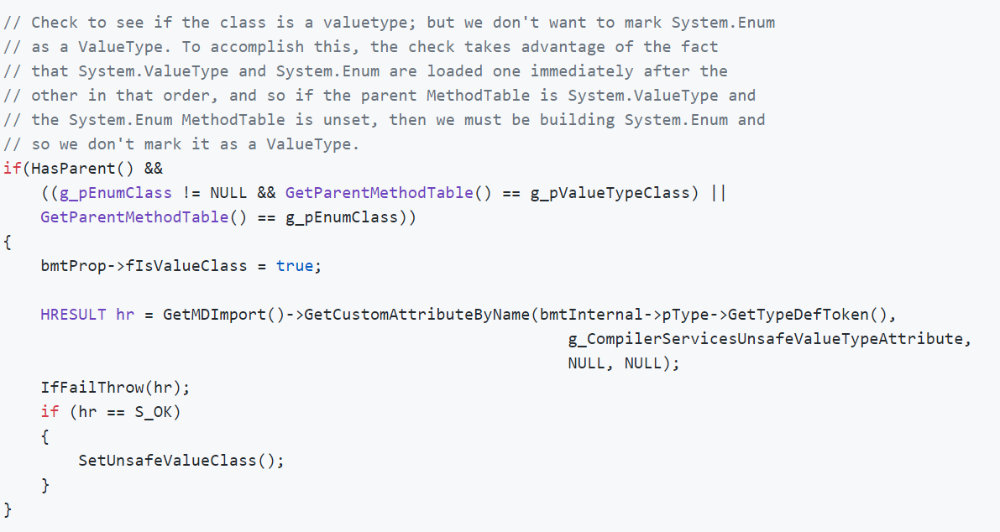 // Check to see if the class is a valuetype; but we don't want to mark System.Enum
// as a ValueType. To accomplish this, the check takes advantage of the fact
// that System.ValueType and System.Enum are loaded one immediately after the
// other in that order, and so if the parent MethodTable is System.ValueType and
// the System.Enum MethodTable is unset, then we must be building System.Enum and
// so we don't mark it as a ValueType.
if(HasParent() &&
    ((g_pEnumClass != NULL && GetParentMethodTable() == g_pValueTypeClass) ||
    GetParentMethodTable() == g_pEnumClass))
{
    bmtProp->fIsValueClass = true;

    HRESULT hr = GetMDImport()->GetCustomAttributeByName(bmtInternal->pType->GetTypeDefToken(),
                                                            g_CompilerServicesUnsafeValueTypeAttribute,
                                                            NULL, NULL);
    IfFailThrow(hr);
    if (hr == S_OK)
    {
        SetUnsafeValueClass();
    }
}